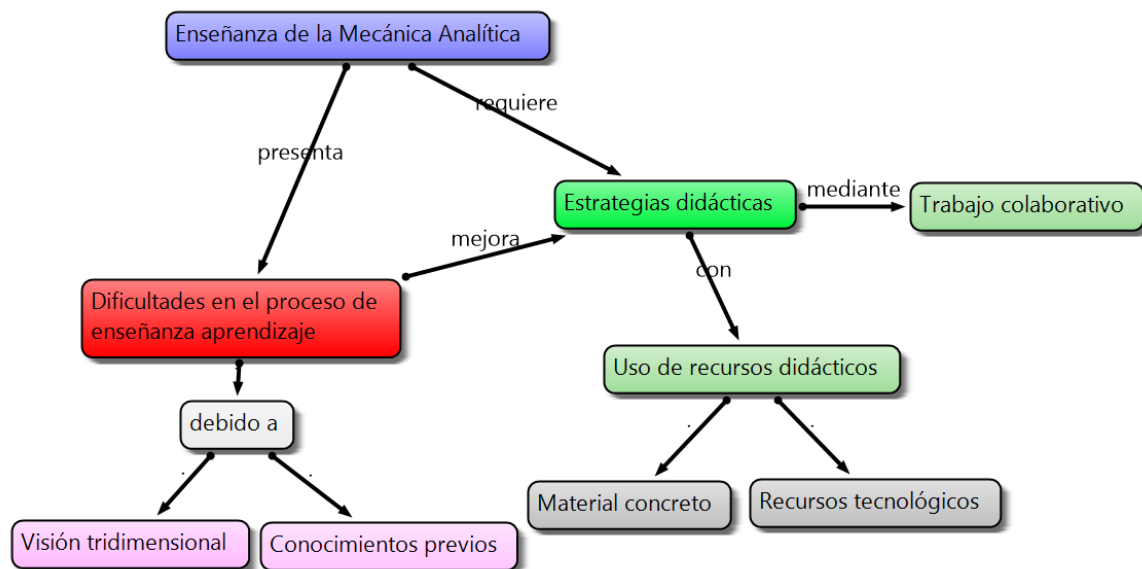 Enseñanza de la Mecánica Analítica
requiere
presenta
Estrategias didácticas
mediante
Trabajo colaborativo
mejora
con
Dificultades en el proceso de
enseñanza aprendizaje
Uso de recursos didácticos
debido a
Material concreto
Recursos tecnológicos
Visión tridimensional
Conocimientos previos